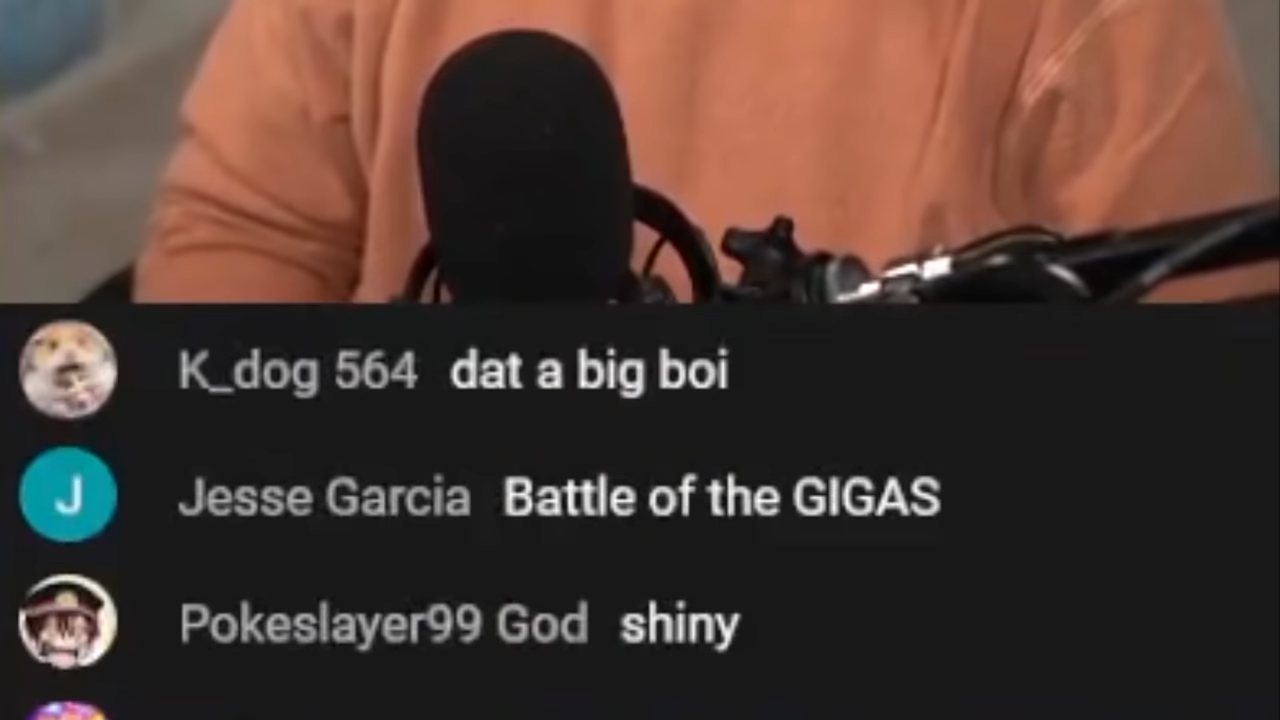 K_dog 564 dat a big boi
J Jesse Garcia Battle of the GIGAS
Pokeslayer99 God shiny